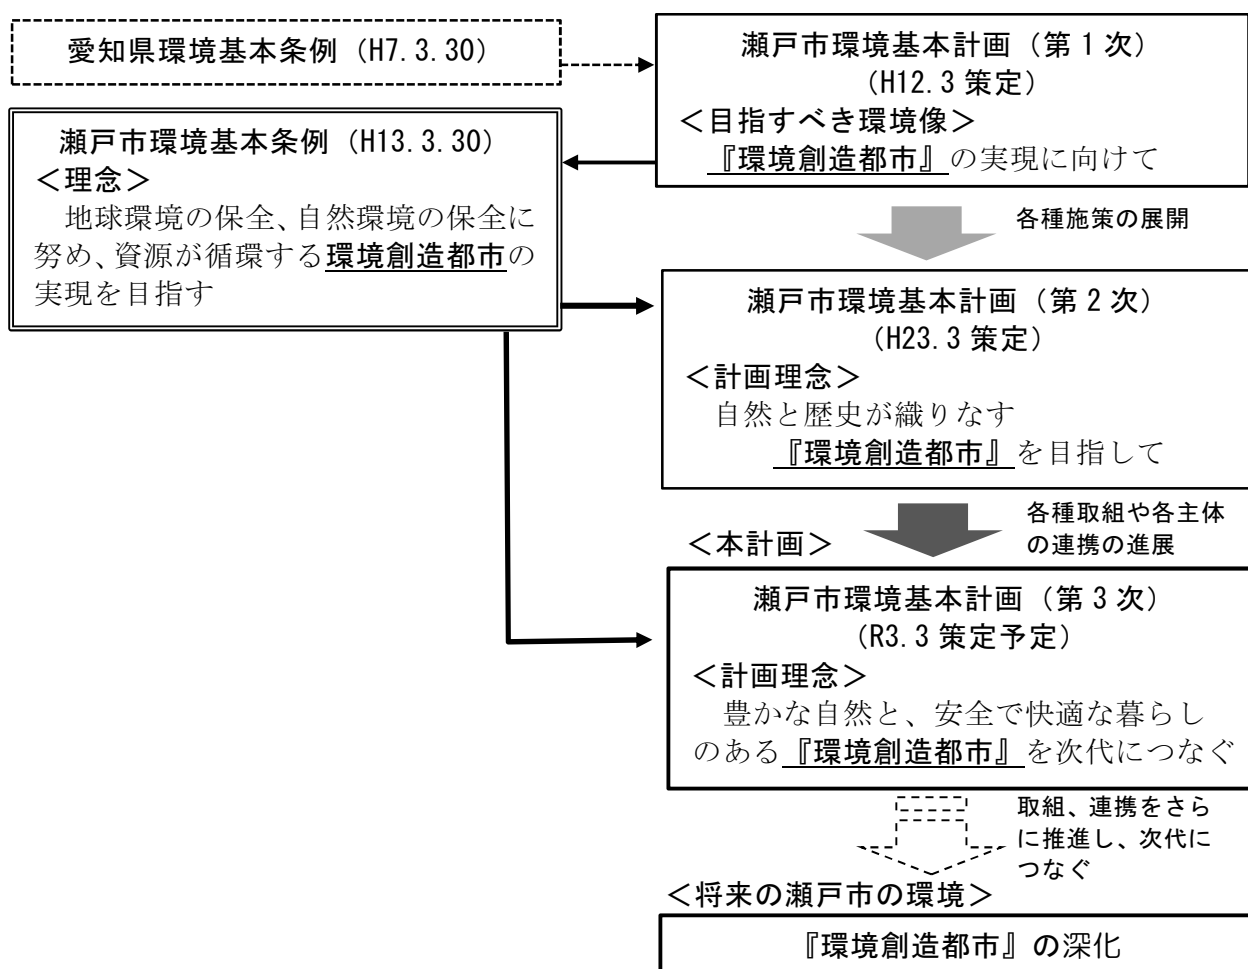 愛知県環境基本条例（H7.3.30）
瀬戸市環境基本計画（第1次）
（H12.3 策定）
＜目指すべき環境像＞
『環境創造都市』の実現に向けて
瀬戸市環境基本条例（H13.3.30）
＜理念＞
地球環境の保全、自然環境の保全に
努め、資源が循環する環境創造都市の
実現を目指す
各種施策の展開
瀬戸市環境基本計画（第2次）
（H23.3 策定）
＜計画理念＞
自然と歴史が織りなす
『環境創造都市』を目指して
各種取組や各主体
の連携の進展
＜本計画＞
瀬戸市環境基本計画（第3次）
（R3.3 策定予定）
＜計画理念＞
豊かな自然と、安全で快適な暮らし
のある『環境創造都市』を次代につなぐ
取組、連携をさら
に推進し、次代に
つなぐ
＜将来の瀬戸市の環境＞
『環境創造都市』の深化